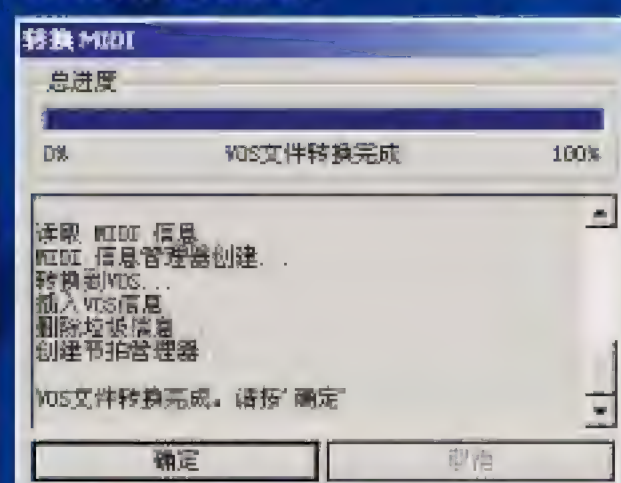 转换 MIDI
总进度
0% VOS文件转换完成 100%
读取 MIDI 信息
MIDI 信息管理器创建...
转换到VOS...
插入VOS信息
删除垃圾信息
创建节拍管理器
VOS文件转换完成。请按"确定"
确定
取消